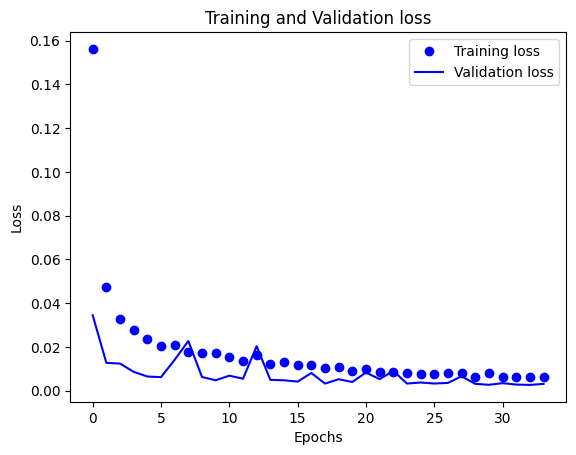 Training and Validation loss
Training loss
Validation loss
0.16
0.14
0.12
0.10
0.08
0.06
0.04
0.02
0.00
Loss
0 5 10 15 20 25 30
Epochs